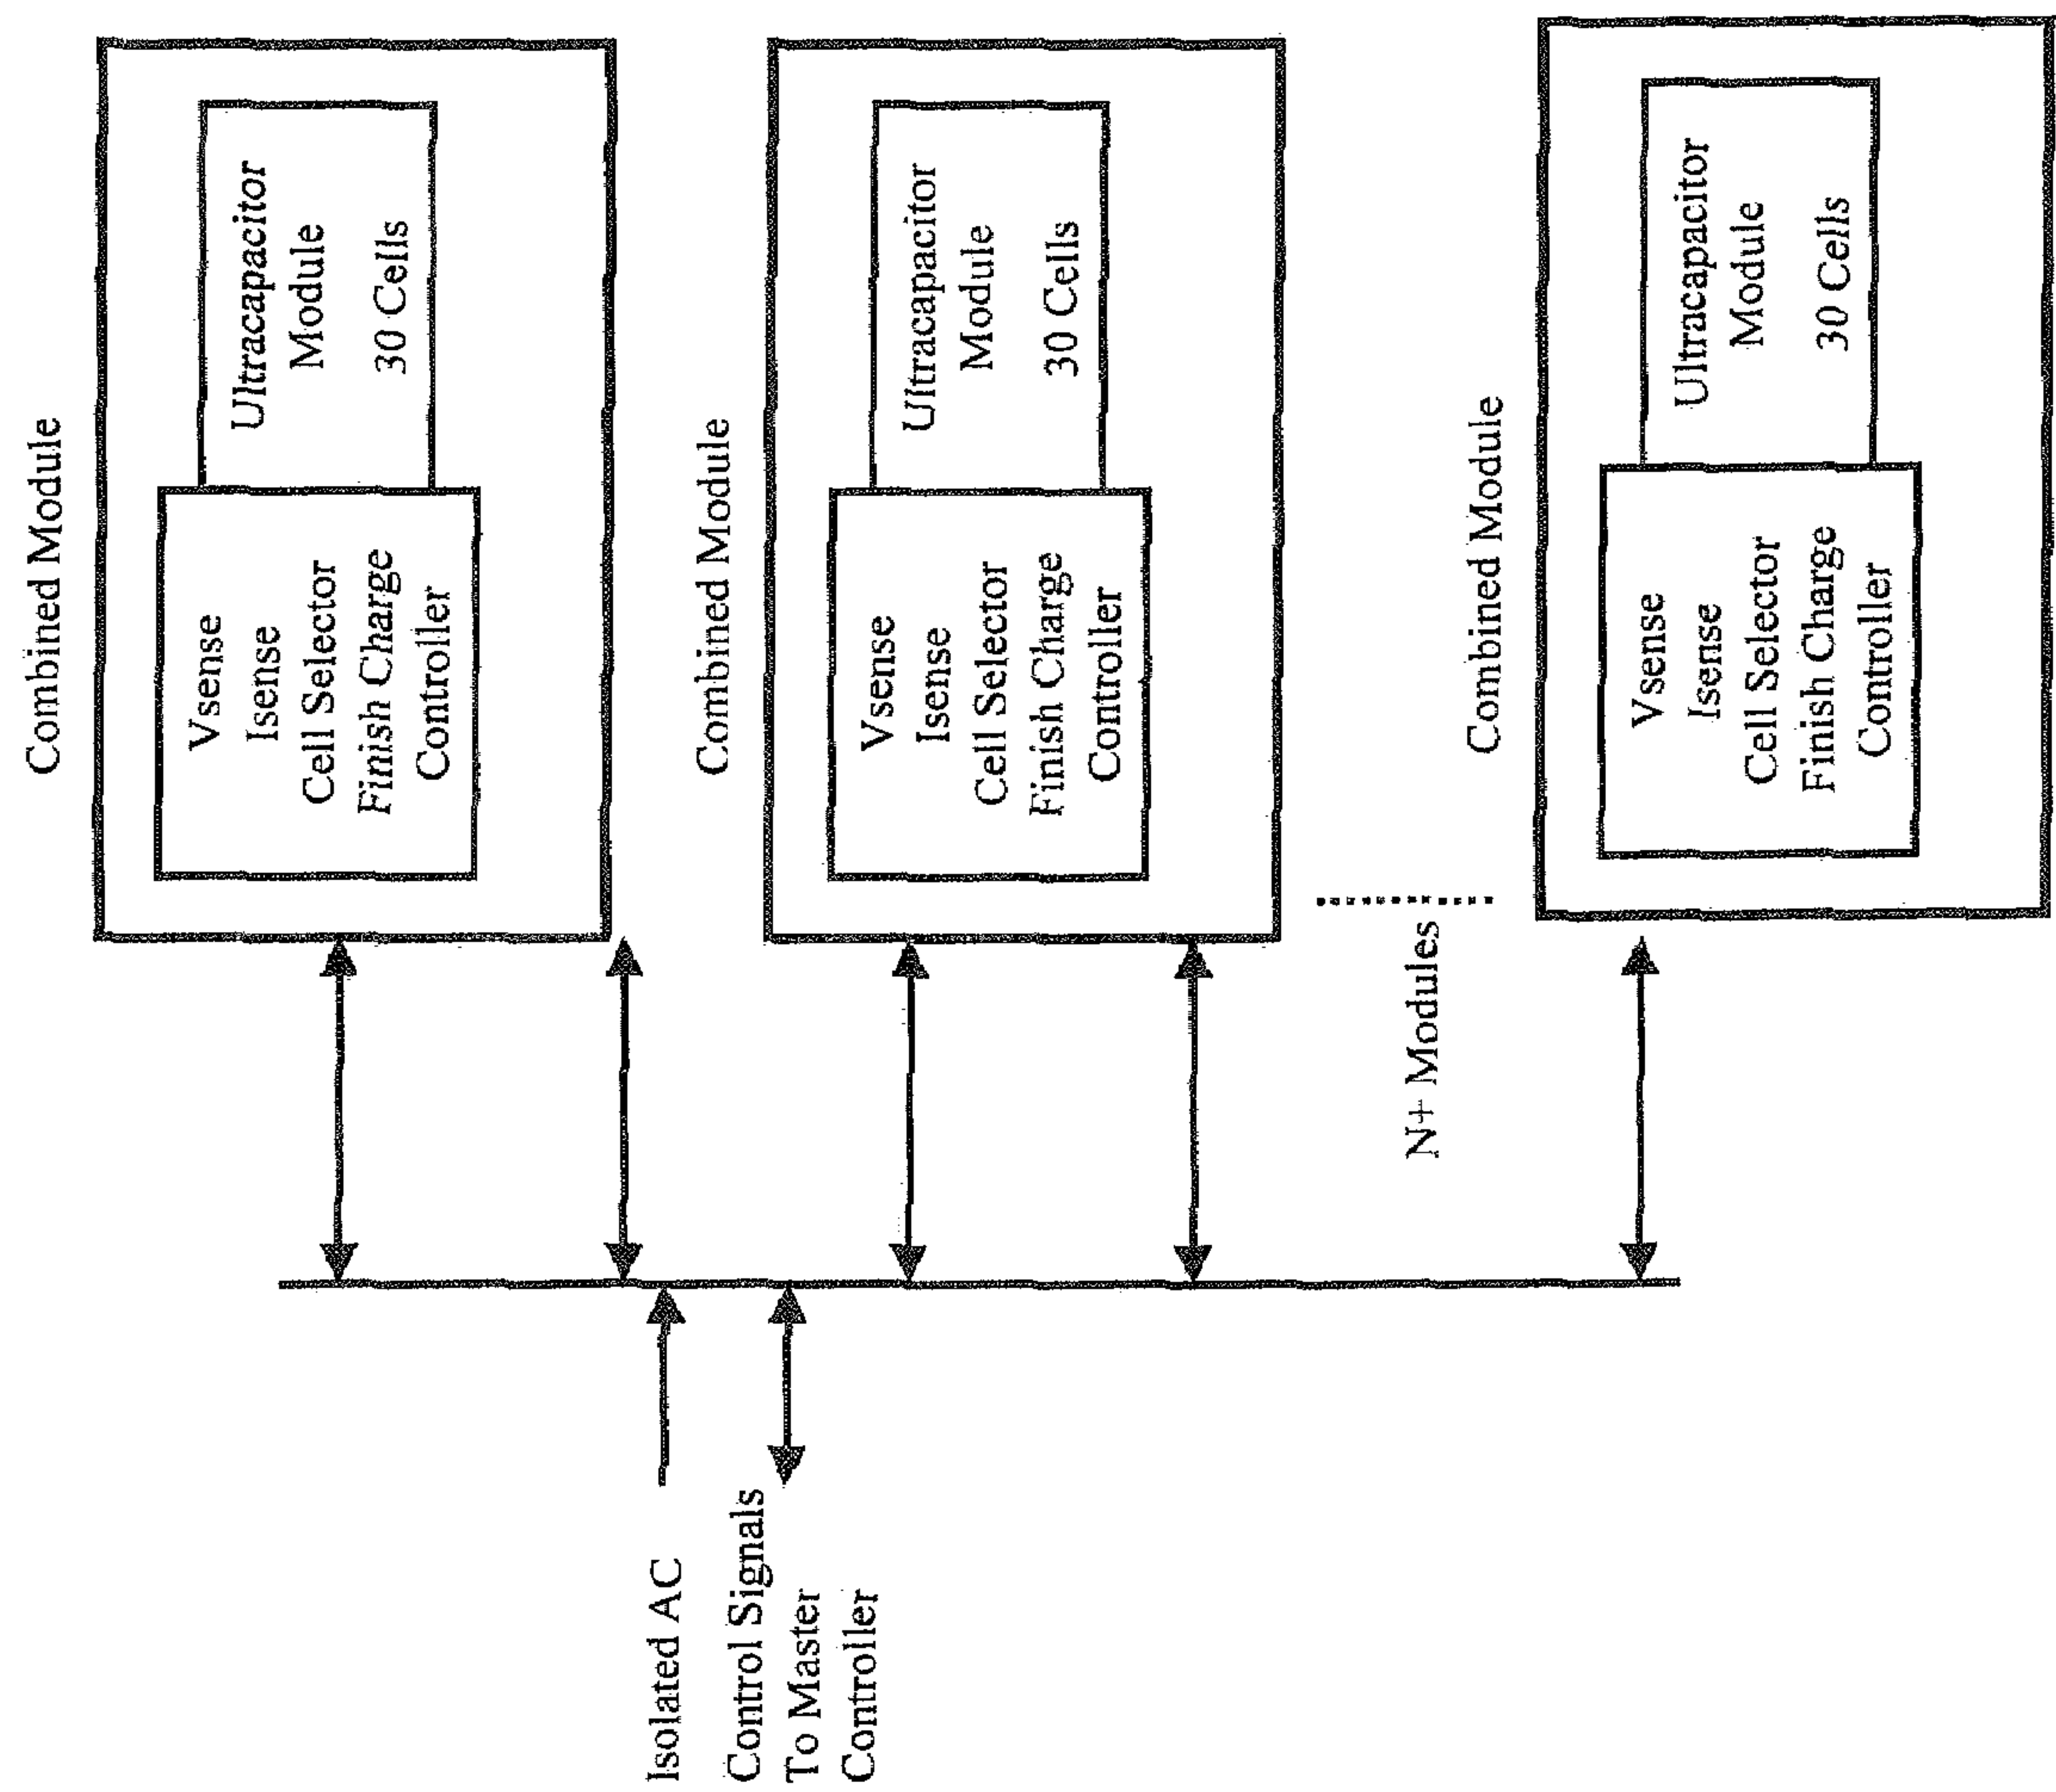 Combined Module
Vsense
Isense
Cell Selector
Finish Charge
Controller
Ultracapacitor
Module
30 Cells
Combined Module
Vsense
Isense
Cell Selector
Finish Charge
Controller
Ultracapacitor
Module
30 Cells
Isolated AC
Control Signals
To Master
Controller
N+ Modules
Combined Module
Vsense
Isense
Cell Selector
Finish Charge
Controller
Ultracapacitor
Module
30 Cells